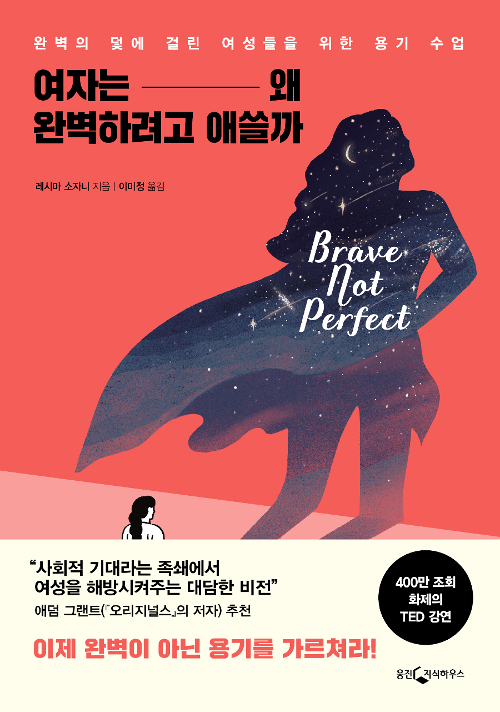 완벽의 덫에 걸린 여성들을 위한 용기 수업
여자는 왜
완벽하려고 애쓸까
레시마 소자니 지음 | 이미정 옮김
Brave
Not
Perfect
“사회적 기대라는 족쇄에서
여성을 해방시켜주는 대담한 비전”
애덤 그랜트(『오리지널스』의 저자) 추천
이제 완벽이 아닌 용기를 가르쳐라!
400만 조회
화제의
TED 강연
웅진 지식하우스